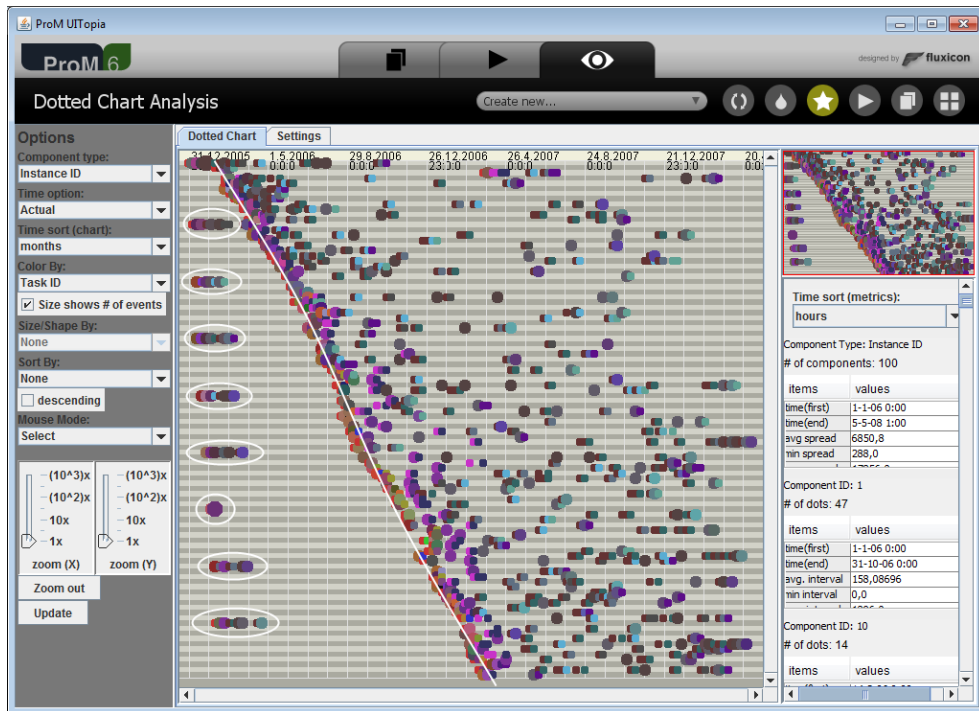 ProM UITopia
ProM 6
designed by fluxicon
Dotted Chart Analysis
Create new...
Options
Component type:
Instance ID
Time option:
Actual
Time sort (chart):
months
Color By:
Task ID
Size shows # of events
Size/Shape By:
None
Sort By:
None
descending
Mouse Mode:
Select
(10^3)x
(10^2)x
10x
1x
zoom (X)
(10^3)x
(10^2)x
10x
1x
zoom (Y)
Zoom out
Update
Dotted Chart
Settings
21.12.2005 1.5.2006 29.8.2006 26.12.2006 26.4.2007 24.8.2007 21.12.2007
0:0:0 0:0:0 23:0:0 0:0:0 0:0:0 23:0:0
Time sort (metrics):
hours
Component Type: Instance ID
# of components: 100
items values
time(first) 1-1-06 0:00
time(end) 5-5-08 1:00
avg spread 6850,8
min spread 288,0
Component ID: 1
# of dots: 47
items values
time(first) 1-1-06 0:00
time(end) 31-10-06 0:00
avg. interval 158,08696
min interval 0,0
Component ID: 10
# of dots: 14
items values